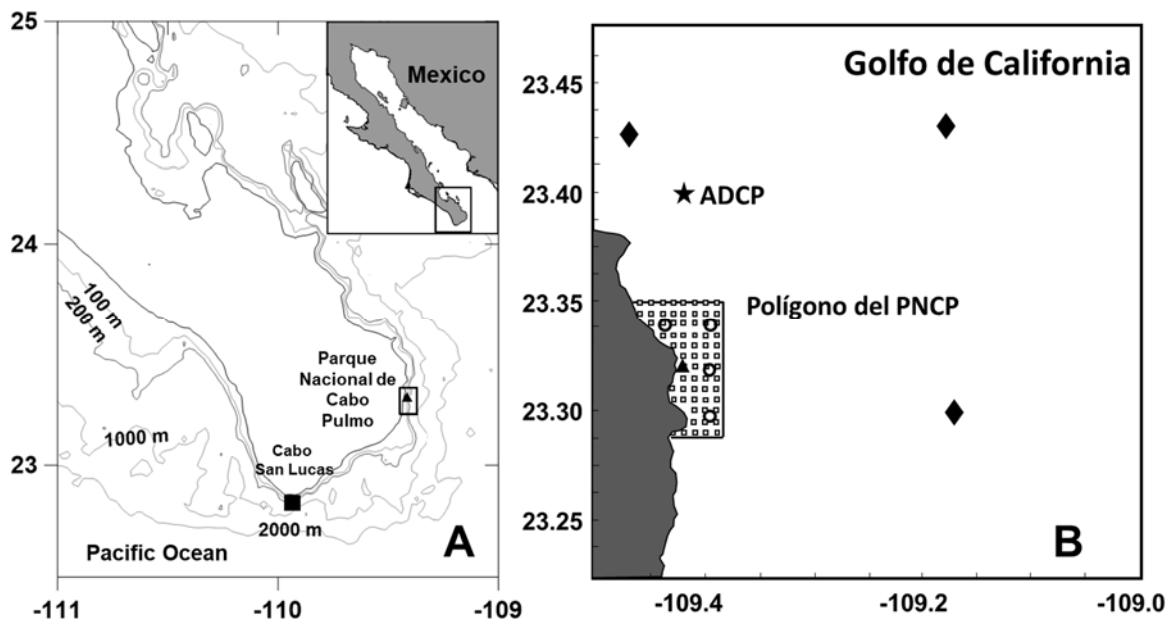 25
24
23
-111
-110
-109
Mexico
100 m
200 m
1000 m
Parque
Nacional de
Cabo
Pulmo
Cabo
San Lucas
2000 m
Pacific Ocean
A
Golfo de California
23.45
23.40
23.35
23.30
23.25
ADCP
Polígono del PNCP
B
-109.4
-109.2
-109.0